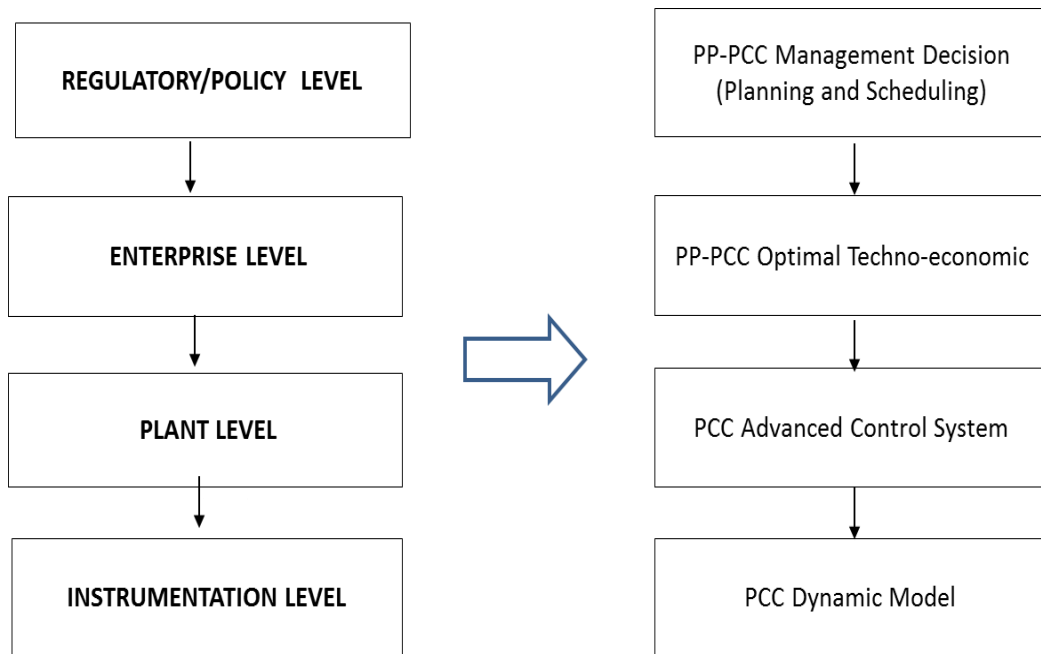 REGULATORY/POLICY LEVEL
ENTERPRISE LEVEL
PLANT LEVEL
INSTRUMENTATION LEVEL
PP-PCC Management Decision
(Planning and Scheduling)
PP-PCC Optimal Techno-economic
PCC Advanced Control System
PCC Dynamic Model